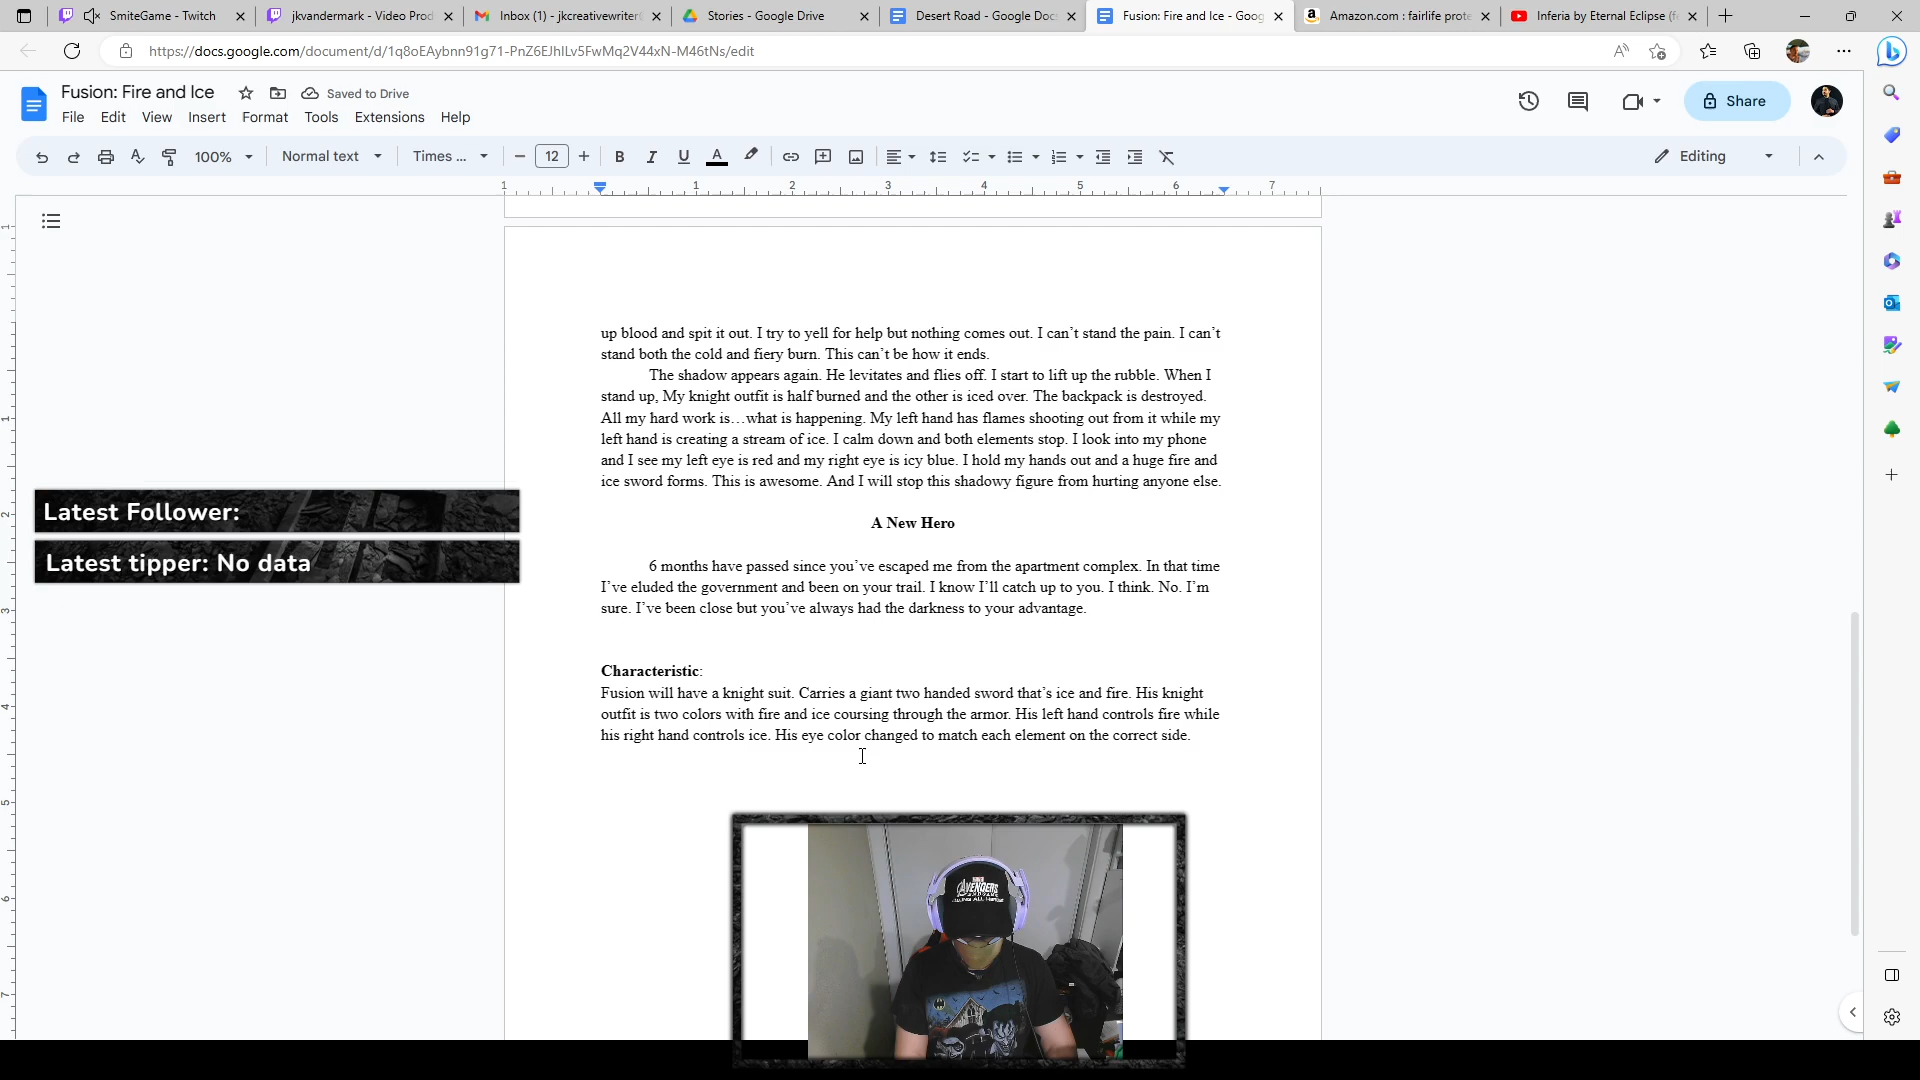 SmiteGame - Twitch
jkvandermark - Video Prod
Inbox (1) - jkcreativewriter
Stories - Google Drive
Desert Road - Google Doc
Fusion: Fire and Ice - Goog
Amazon.com : fairlife prote
Inferia by Eternal Eclipse (f
https://docs.google.com/document/d/1q8oEAybnn91g71-PnZ6EJhlLv5FwMq2V44xN-M46tNs/edit
Fusion: Fire and Ice
Saved to Drive
File Edit View Insert Format Tools Extensions Help
Share
100% Normal text Times ... 12 B I U A
Editing
1 1 2 3 4 5 6 7
up blood and spit it out. I try to yell for help but nothing comes out. I can’t stand the pain. I can’t
stand both the cold and fiery burn. This can’t be how it ends.
The shadow appears again. He levitates and flies off. I start to lift up the rubble. When I
stand up, My knight outfit is half burned and the other is iced over. The backpack is destroyed.
All my hard work is…what is happening. My left hand has flames shooting out from it while my
left hand is creating a stream of ice. I calm down and both elements stop. I look into my phone
and I see my left eye is red and my right eye is icy blue. I hold my hands out and a huge fire and
ice sword forms. This is awesome. And I will stop this shadowy figure from hurting anyone else.
Latest Follower:
A New Hero
Latest tipper: No data
6 months have passed since you’ve escaped me from the apartment complex. In that time
I’ve eluded the government and been on your trail. I know I’ll catch up to you. I think. No. I’m
sure. I’ve been close but you’ve always had the darkness to your advantage.
Characteristic:
Fusion will have a knight suit. Carries a giant two handed sword that’s ice and fire. His knight
outfit is two colors with fire and ice coursing through the armor. His left hand controls fire while
his right hand controls ice. His eye color changed to match each element on the correct side.
AVENGERS